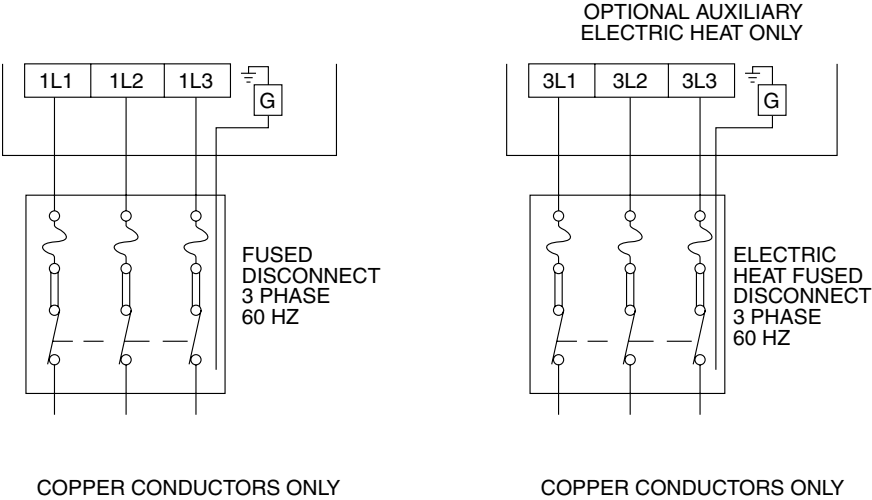 OPTIONAL AUXILIARY
ELECTRIC HEAT ONLY
1L1 1L2 1L3
G
FUSED
DISCONNECT
3 PHASE
60 HZ
COPPER CONDUCTORS ONLY
3L1 3L2 3L3
G
ELECTRIC
HEAT FUSED
DISCONNECT
3 PHASE
60 HZ
COPPER CONDUCTORS ONLY